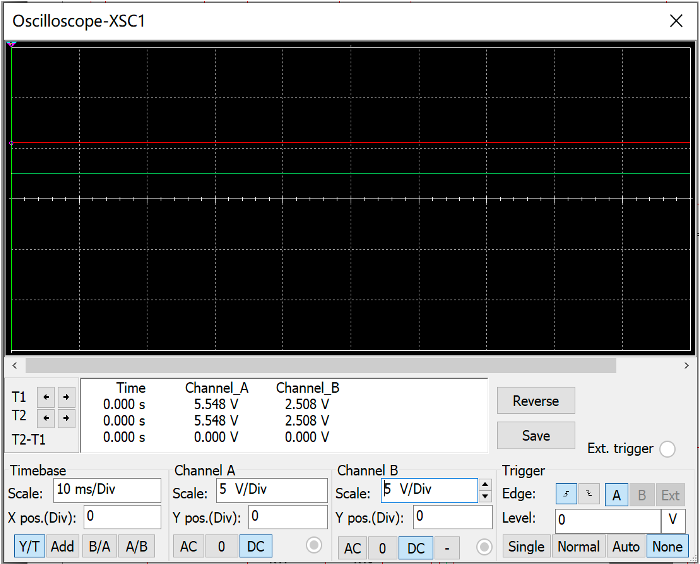 Oscilloscope-XSC1
Time Channel_A Channel_B
T1 0.000 s 5.548 V 2.508 V
T2 0.000 s 5.548 V 2.508 V
T2-T1 0.000 s 0.000 V 0.000 V
Reverse
Save
Ext. trigger
Timebase
Scale: 10 ms/Div
X pos.(Div): 0
Y/T Add B/A A/B
Channel A
Scale: 5 V/Div
Y pos.(Div): 0
AC 0 DC
Channel B
Scale: 5 V/Div
Y pos.(Div): 0
AC 0 DC -
Trigger
Edge: A B Ext
Level: 0 V
Single Normal Auto None